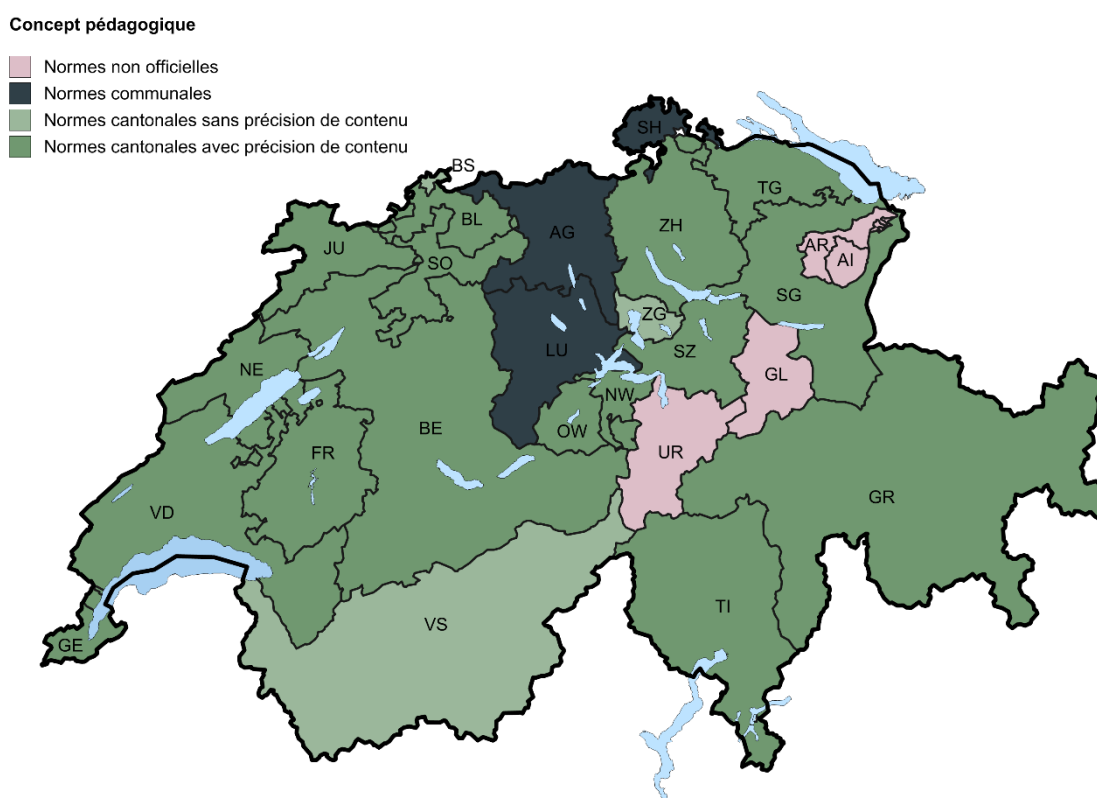 Concept pédagogique
Normes non officielles
Normes communales
Normes cantonales sans précision de contenu
Normes cantonales avec précision de contenu
SH
BS
TG
BL
ZH
AG
JU
AR
SO
AI
SG
ZG
LU
SZ
NE
GL
NW
BE
OW
FR
UR
GR
VD
TI
VS
GE